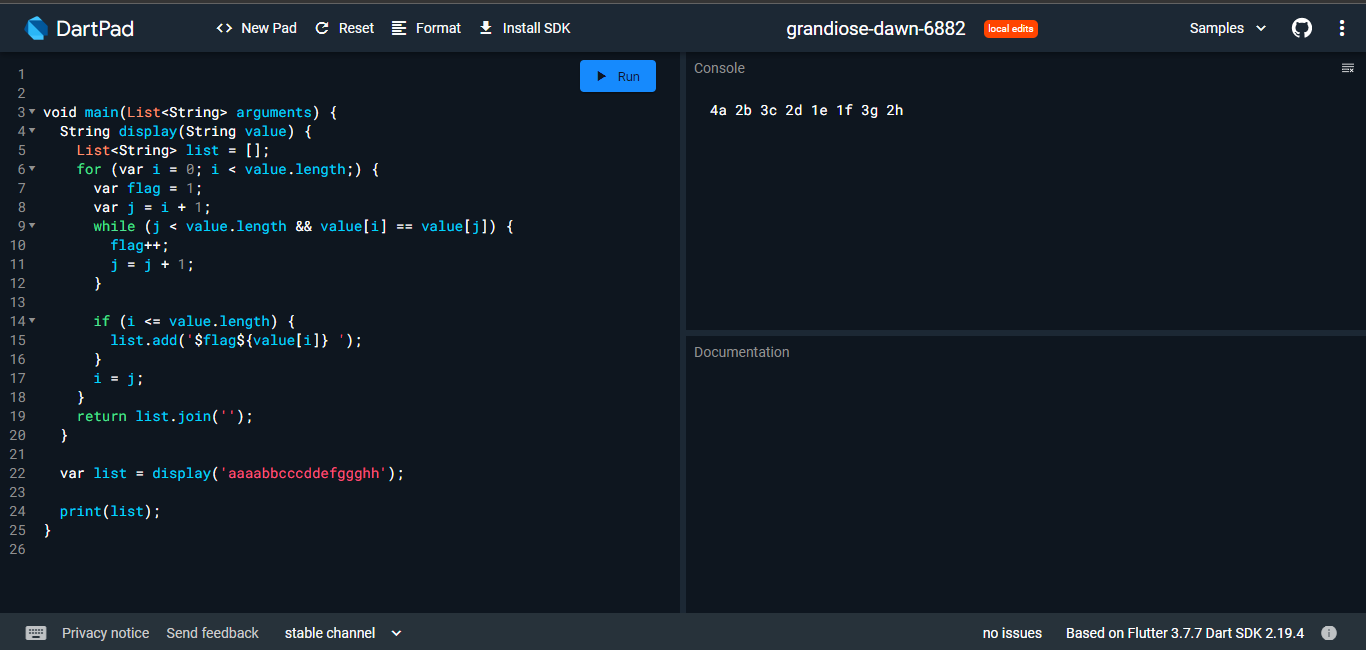 DartPad
<> New Pad
Reset
Format
Install SDK
grandiose-dawn-6882
local edits
Samples
1
2
3 void main(List<String> arguments) {
4 String display(String value) {
5 List<String> list = [];
6 for (var i = 0; i < value.length;) {
7 var flag = 1;
8 var j = i + 1;
9 while (j < value.length && value[i] == value[j]) {
10 flag++;
11 j = j + 1;
12 }
13
14 if (i <= value.length) {
15 list.add('$flag${value[i]} ');
16 }
17 i = j;
18 }
19 return list.join('');
20 }
21
22 var list = display('aaaabbcccddefggghh');
23
24 print(list);
25 }
26
Run
Console
4a 2b 3c 2d 1e 1f 3g 2h
Documentation
Privacy notice
Send feedback
stable channel
no issues
Based on Flutter 3.7.7 Dart SDK 2.19.4